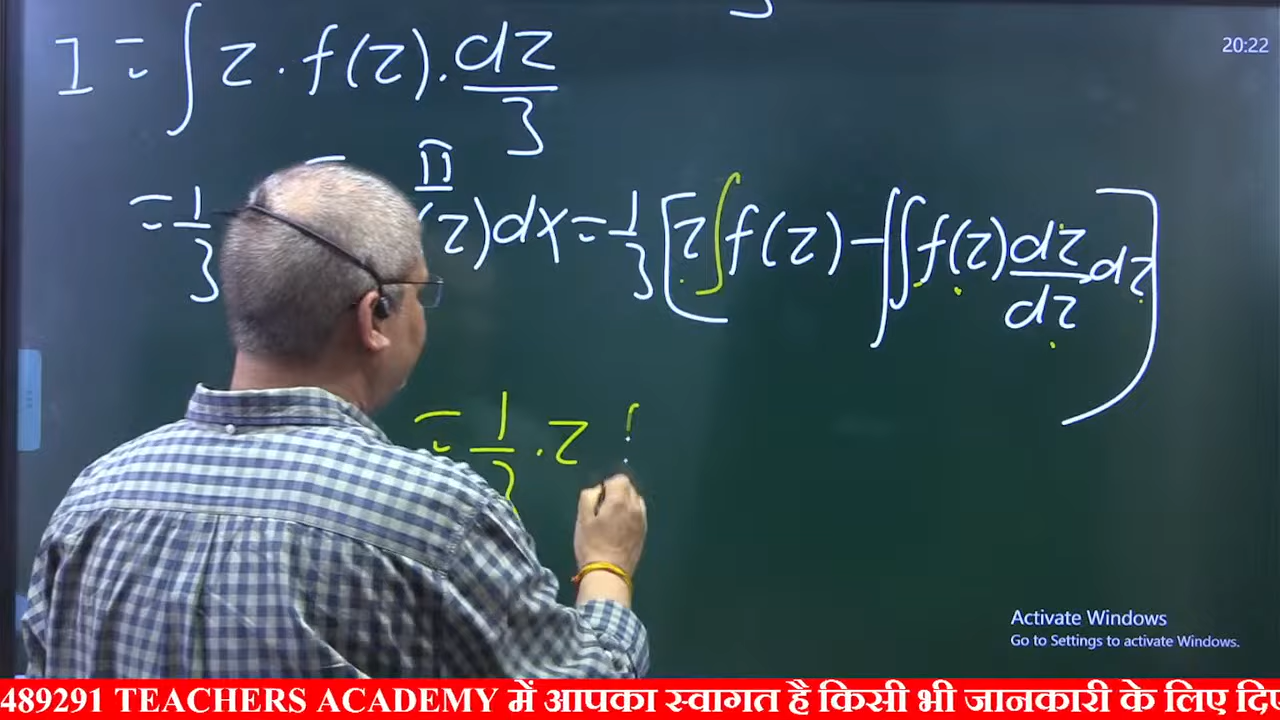 20:22
I = ∫ z · f(z) · dz/3
II
= 1/3 (z) dx = 1/3 [z ∫ f(z) – ∫∫ f(z) dz/dz dz]
= 1/3 · z
Activate Windows
Go to Settings to activate Windows.
489291 TEACHERS ACADEMY में आपका स्वागत है किसी भी जानकारी के लिए